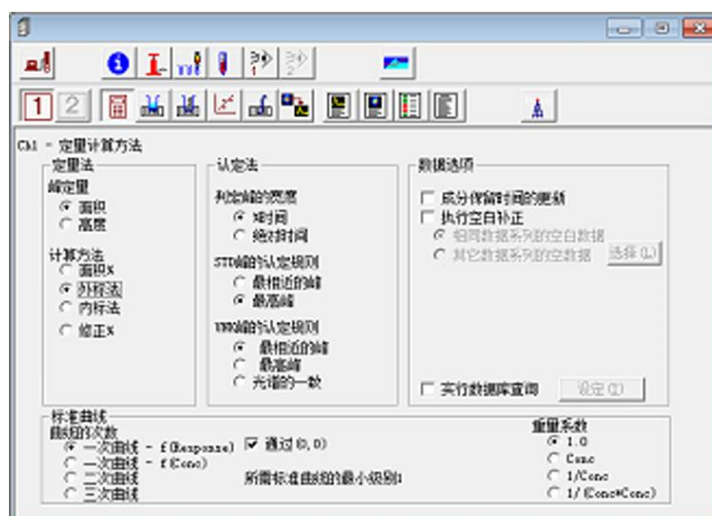 1 2
1 2
Ch1 - 定量计算方法
定量法
峰定量
面积
高度
计算方法
面积%
外标法
内标法
修正%
认定法
判定峰的宽度
%时间
绝对时间
STD峰的认定规则
最相近的峰
最高峰
UNK峰的认定规则
最相近的峰
最高峰
光谱的一致
数据选项
成分保留时间的更新
执行空白补正
相同数据系列的空白数据
其它数据系列的空数据
选择(L)
实行数据库查询
设定(I)
标准曲线
曲线的次数
一次曲线 - f(Response)
一次曲线 - f(Conc)
二次曲线
三次曲线
通过(0,0)
所需标准曲线的最小级别:
重量系数
1.0
Conc
1/Conc
1/(Conc*Conc)